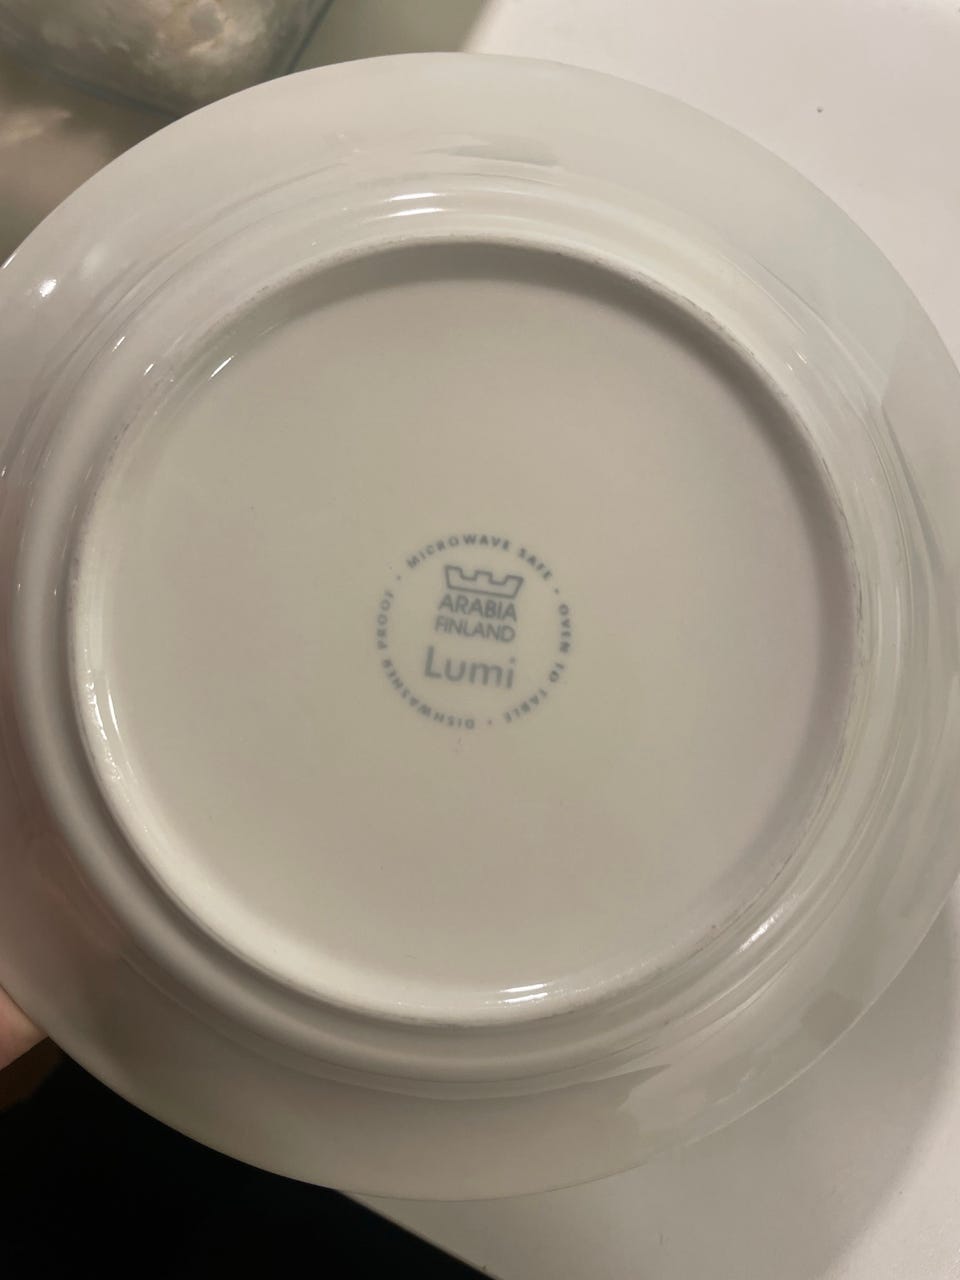 MICROWAVE SAFE • OVEN TO TABLE • DISHWASHER PROOF •
ARABIA
FINLAND
Lumi